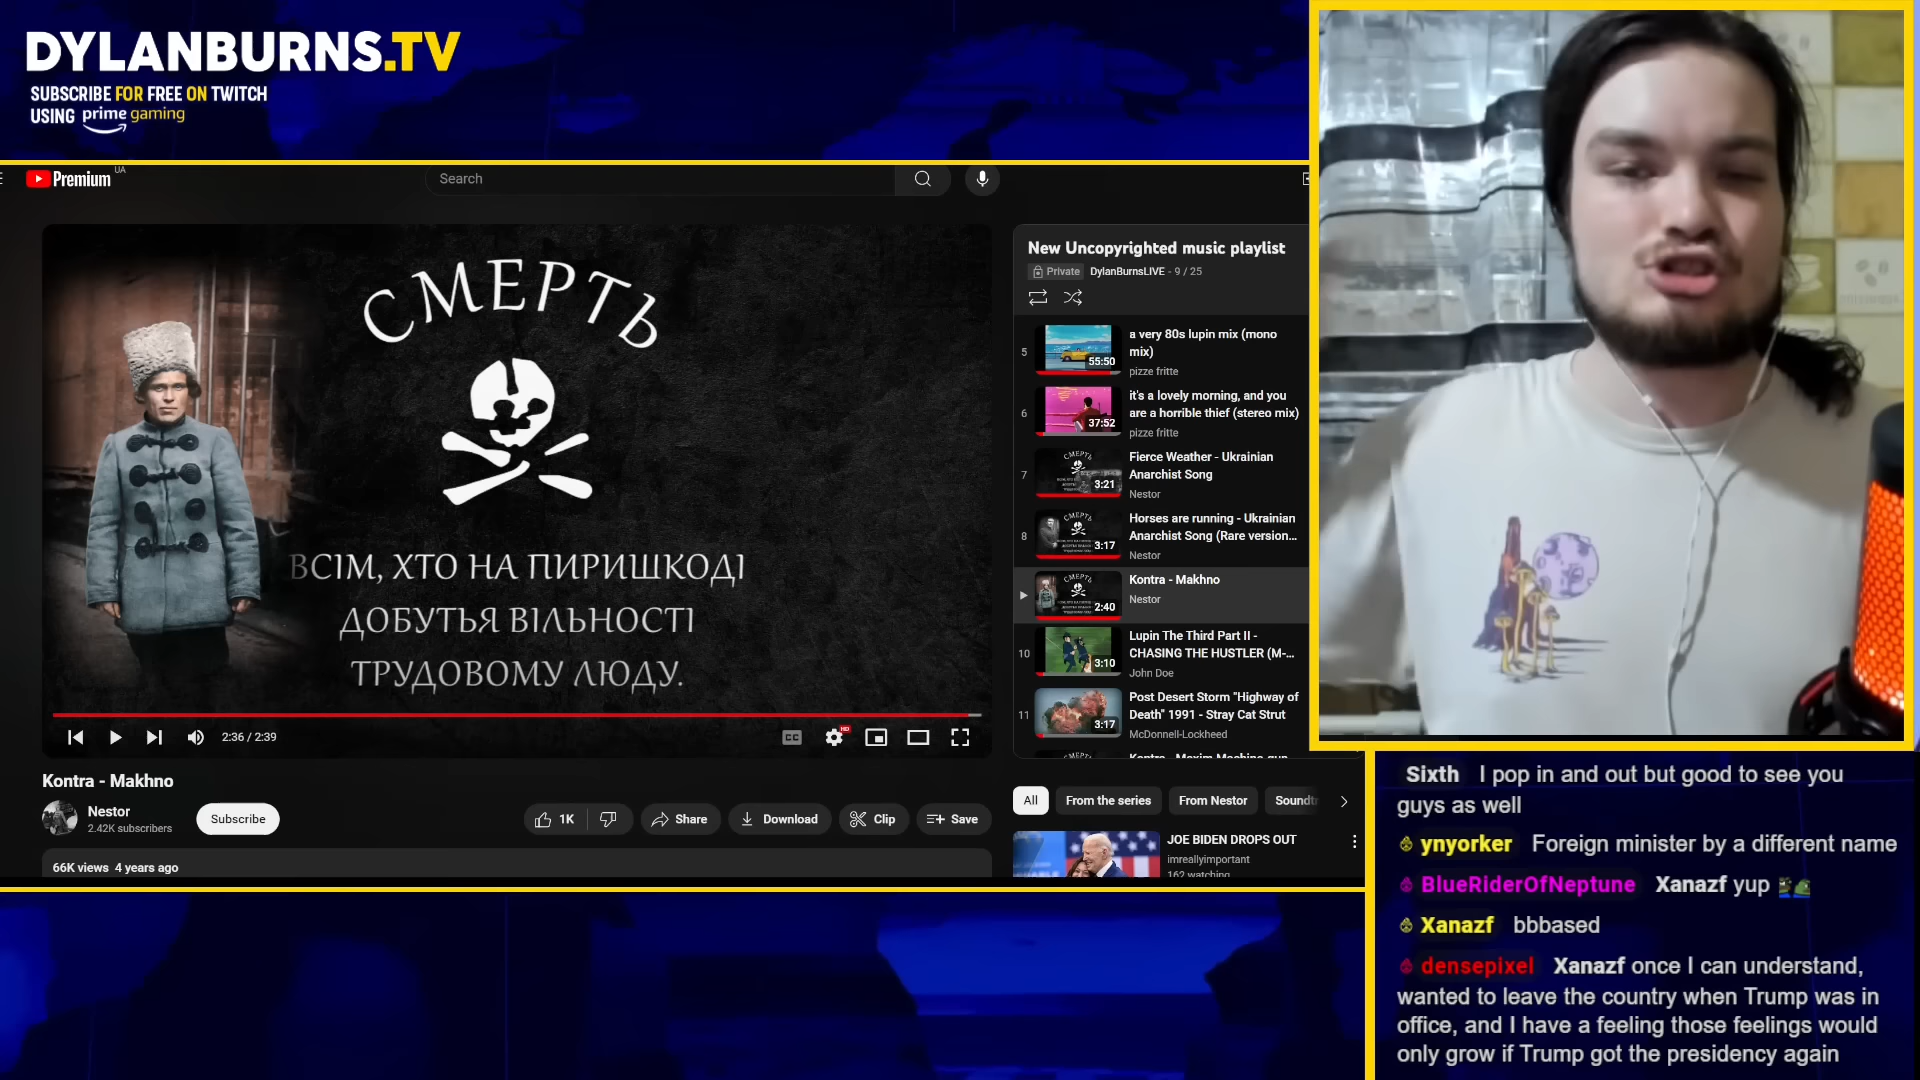 DYLANBURNS.TV
SUBSCRIBE FOR FREE ON TWITCH
USING prime gaming
Premium UA
Search
СМЕРТЬ
ВСІМ, ХТО НА ПИРИШКОДІ
ДОБУТЬЯ ВІЛЬНОСТІ
ТРУДОВОМУ ЛЮДУ.
2:36 / 2:39
CC
HD
Kontra - Makhno
Nestor
2.42K subscribers
Subscribe
1K
Share
Download
Clip
Save
66K views 4 years ago
New Uncopyrighted music playlist
Private DylanBurnsLIVE - 9 / 25
5
55:50
a very 80s lupin mix (mono
mix)
pizze fritte
6
37:52
it's a lovely morning, and you
are a horrible thief (stereo mix)
pizze fritte
7
СМЕРТЬ
3:21
Fierce Weather - Ukrainian
Anarchist Song
Nestor
8
СМЕРТЬ
3:17
Horses are running - Ukrainian
Anarchist Song (Rare version...
Nestor
СМЕРТЬ
2:40
Kontra - Makhno
Nestor
10
3:10
Lupin The Third Part II -
CHASING THE HUSTLER (M-...
John Doe
11
3:17
Post Desert Storm "Highway of
Death" 1991 - Stray Cat Strut
McDonnell-Lockheed
All
From the series
From Nestor
JOE BIDEN DROPS OUT
imreallyimportant
162 watching
Sixth I pop in and out but good to see you
guys as well
ynyorker Foreign minister by a different name
BlueRiderOfNeptune Xanazf yup
Xanazf bbbased
densepixel Xanazf once I can understand,
wanted to leave the country when Trump was in
office, and I have a feeling those feelings would
only grow if Trump got the presidency again